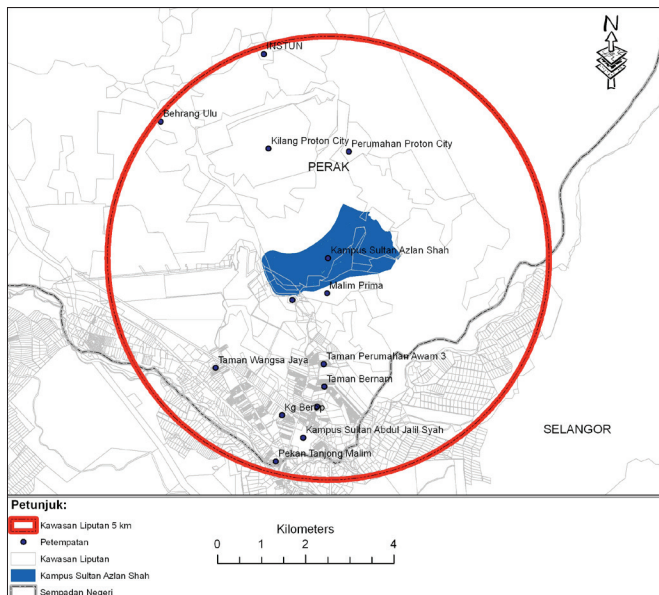 N
INSTUN
Behrang Ulu
Kilang Proton City
Perumahan Proton City
PERAK
Kampus Sultan Azlan Shah
Malim Prima
Taman Wangsa Jaya
Taman Perumahan Awam 3
Taman Bernam
Kg Berop
Kampus Sultan Abdul Jalil Syah
SELANGOR
Pekan Tanjong Malim
Petunjuk:
Kawasan Liputan 5 km
Petempatan
Kawasan Liputan
Kampus Sultan Azlan Shah
Sempadan Negeri
Kilometers
0 1 2 4